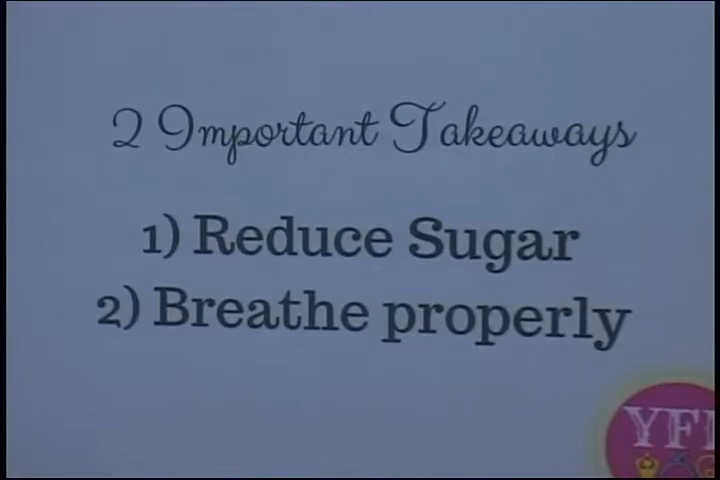 2 Important Takeaways
1) Reduce Sugar
2) Breathe properly